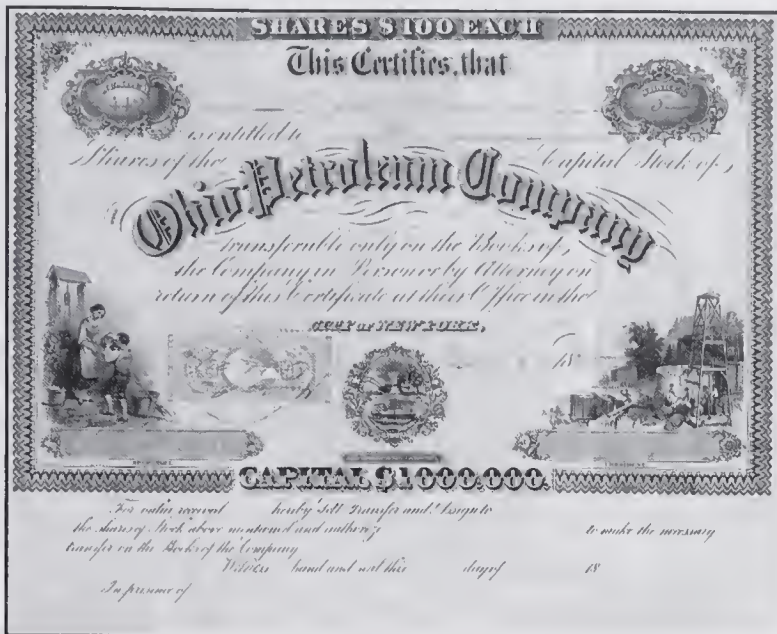 SHARES $100 EACH
This Certifies, that
is entitled to
Shares of the Capital Stock of
Ohio Petroleum Company
transferable only on the Books of
the Company in Person or by Attorney on
return of this Certificate at their Office in the
CITY OF NEW YORK.
18
CAPITAL $1000.000.
For value received hereby Sell Transfer and Assign to
the shares of Stock above mentioned and authorize to make the necessary
transfer on the Books of the Company
Witness hand and seal this day of 18
In presence of